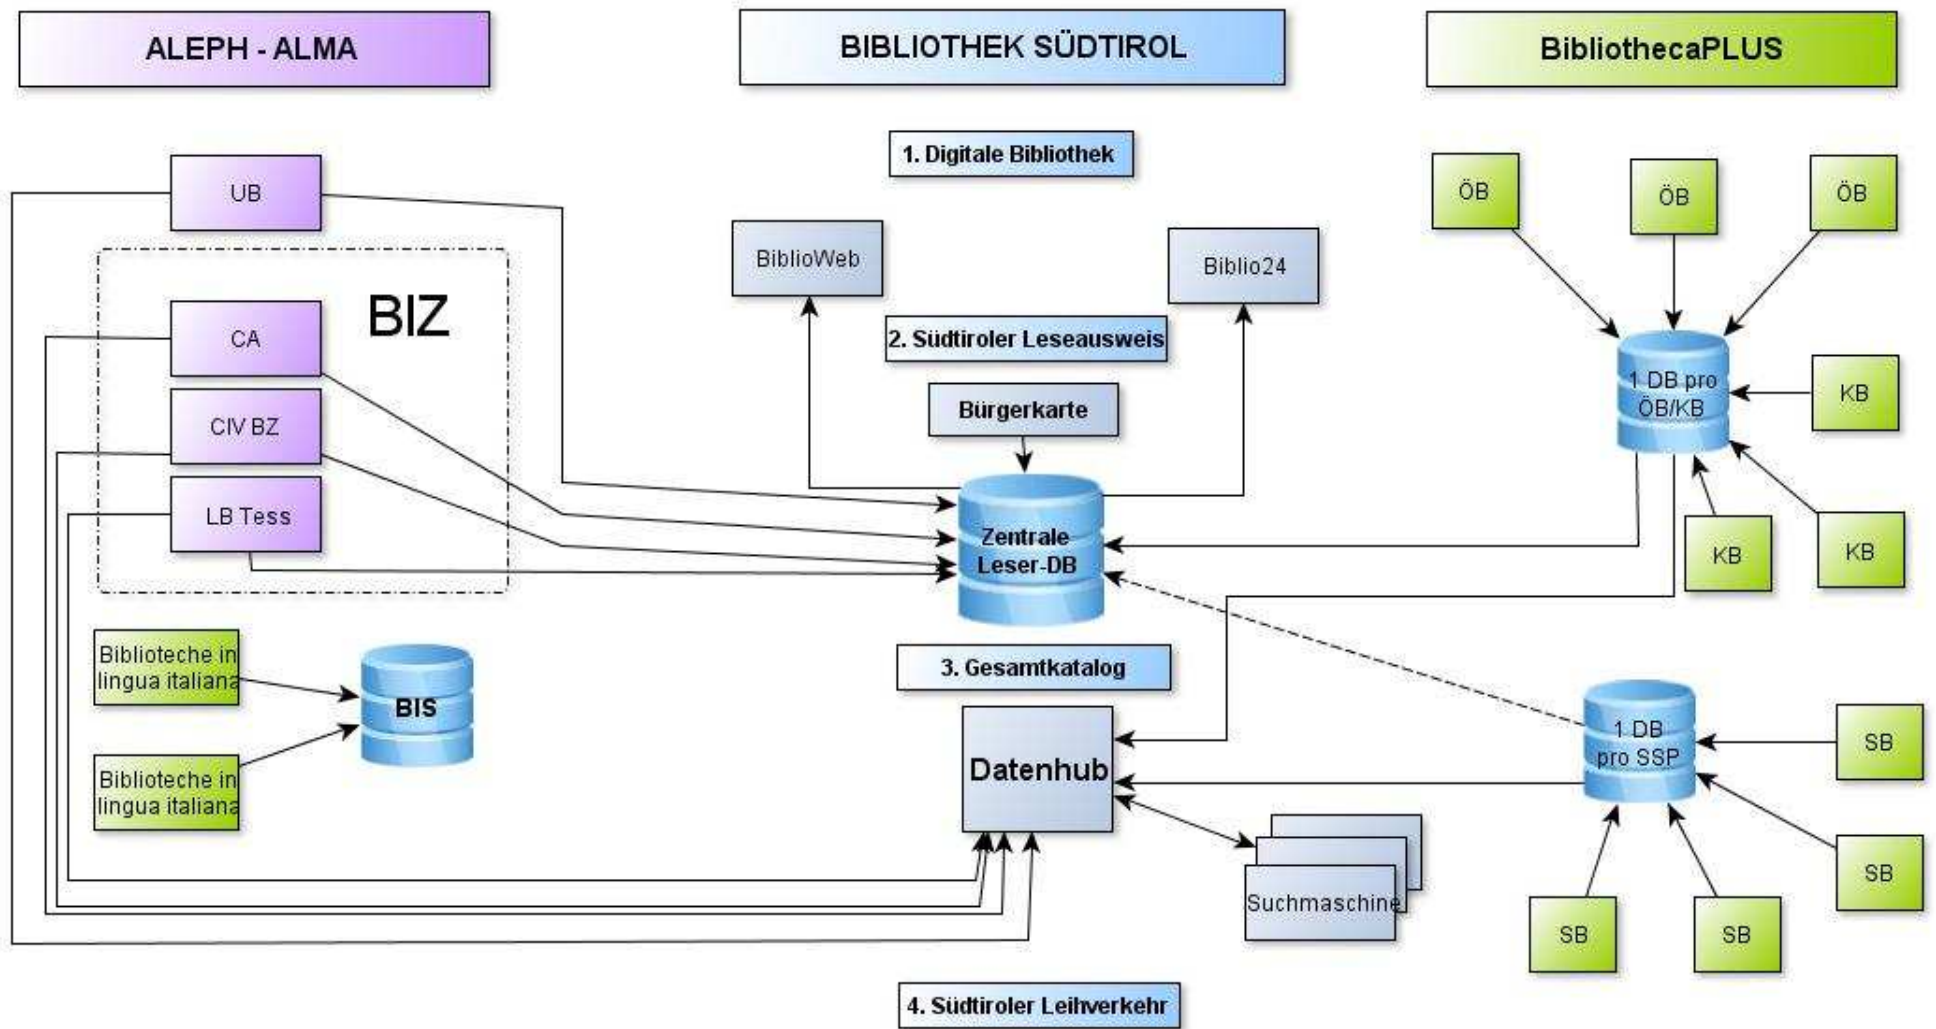 ALEPH - ALMA
BIBLIOTHEK SÜDTIROL
BibliothecaPLUS
1. Digitale Bibliothek
UB
ÖB
ÖB
ÖB
BiblioWeb
Biblio24
BIZ
CA
2. Südtiroler Leseausweis
1 DB pro
ÖB/KB
KB
Bürgerkarte
CIV BZ
LB Tess
Zentrale
Leser-DB
KB
KB
Biblioteche in
lingua italiana
BIS
3. Gesamtkatalog
Datenhub
1 DB
pro SSP
SB
Biblioteche in
lingua italiana
SB
Suchmaschine
SB
SB
4. Südtiroler Leihverkehr